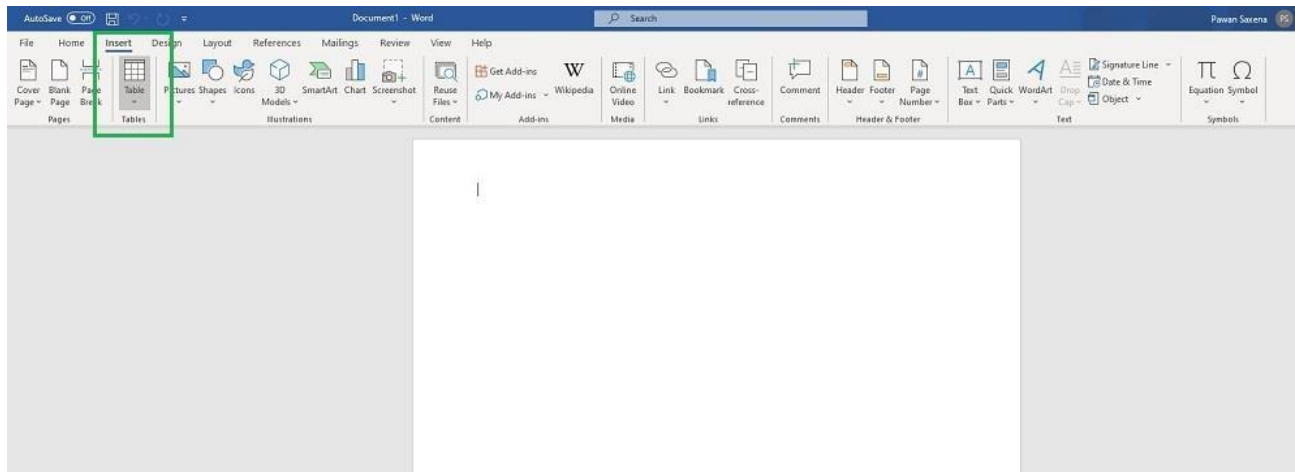 AutoSave Off Document1 - Word Search Pawan Saxena PS
File Home Insert Design Layout References Mailings Review View Help
Cover Page Blank Page Page Break Table Pictures Shapes Icons 3D Models SmartArt Chart Screenshot Reuse Files Get Add-ins My Add-ins W Wikipedia Online Video Link Bookmark Cross-reference Comment Header Footer Page Number Text Box Quick Parts WordArt Drop Cap Signature Line Date & Time Object Equation Symbol
Pages Tables Illustrations Content Add-ins Media Links Comments Header & Footer Text Symbols